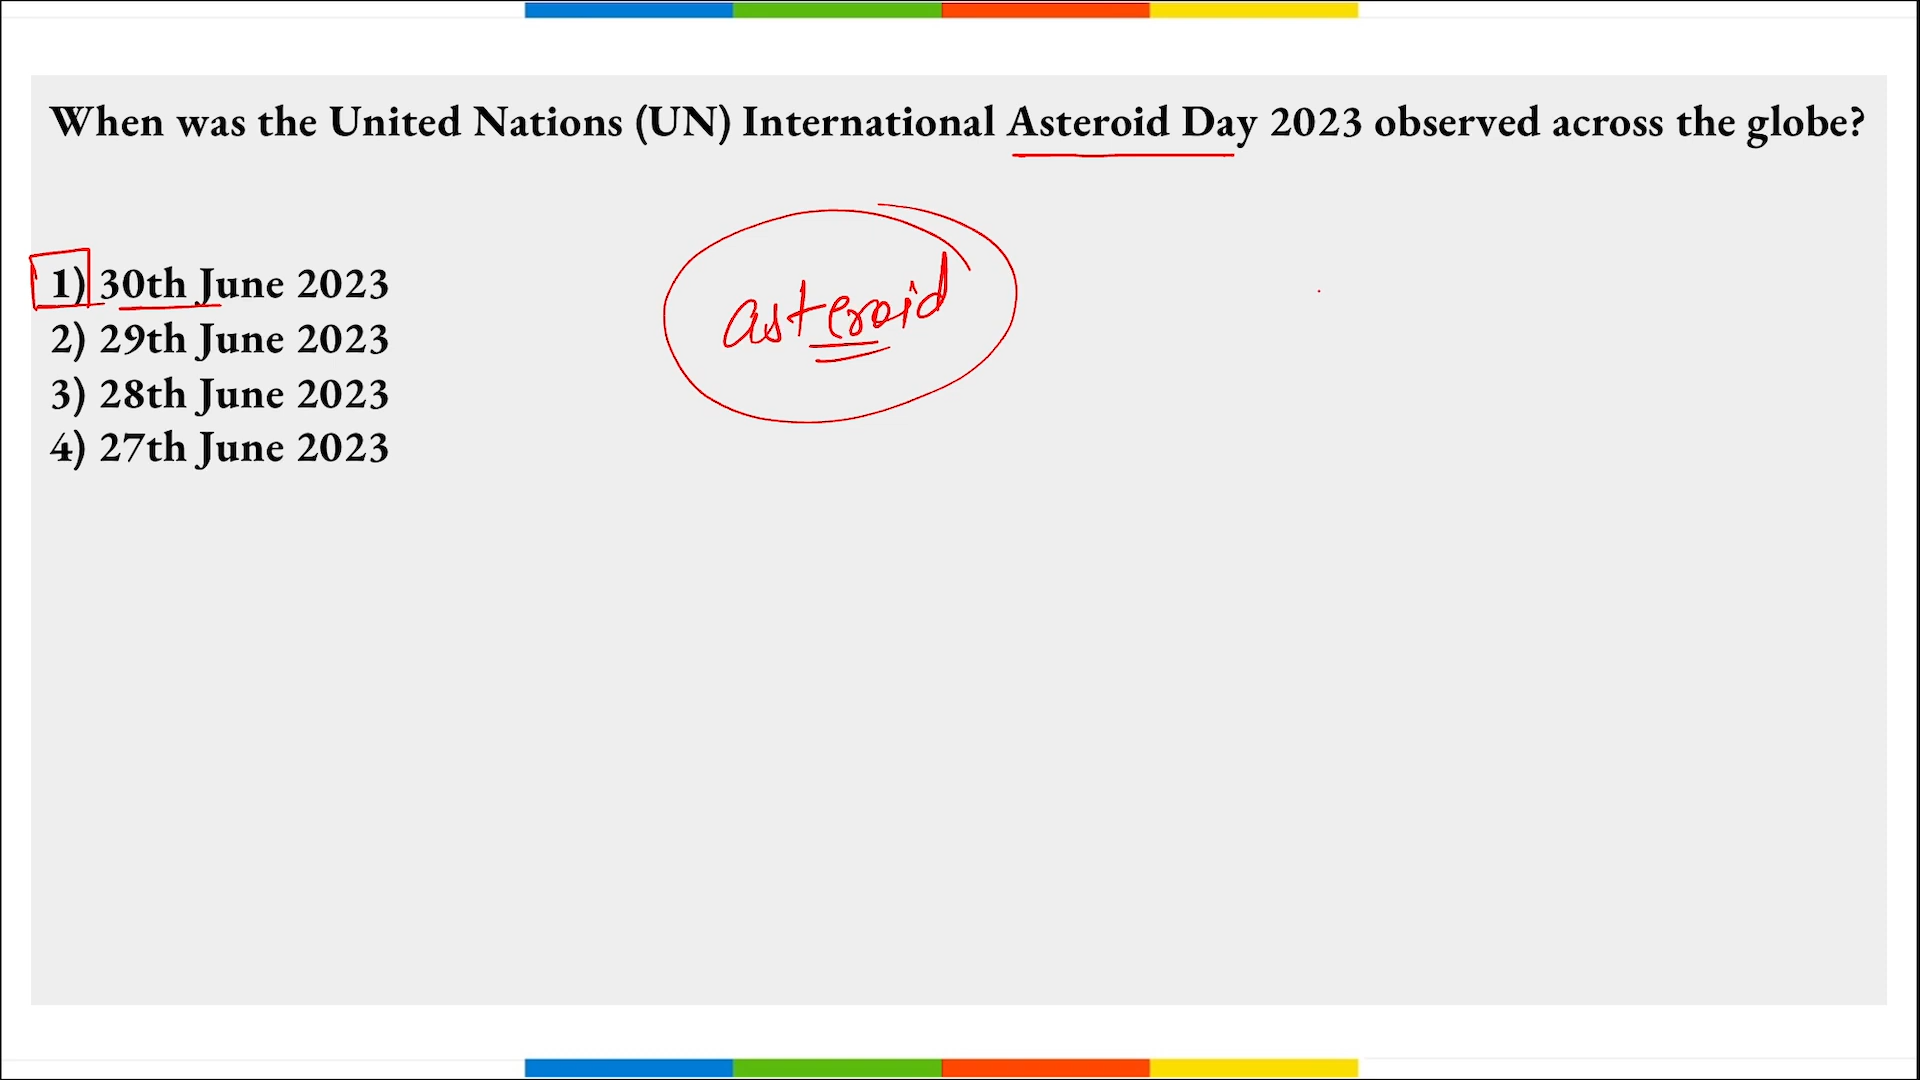 When was the United Nations (UN) International Asteroid Day 2023 observed across the globe?
1) 30th June 2023
asteroid
2) 29th June 2023
3) 28th June 2023
4) 27th June 2023